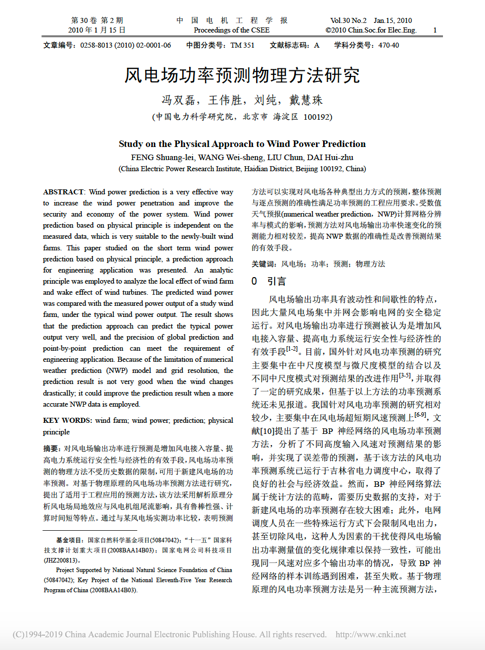 第 30 卷 第 2 期 中 国 电 机 工 程 学 报 Vol.30 No.2 Jan.15, 2010
2010 年 1 月 15 日 Proceedings of the CSEE ©2010 Chin.Soc.for Elec.Eng. 1
文章编号：0258-8013 (2010) 02-0001-06 中图分类号：TM 351 文献标志码：A 学科分类号：470·40
风电场功率预测物理方法研究
冯双磊，王伟胜，刘纯，戴慧珠
(中国电力科学研究院，北京市 海淀区 100192)
Study on the Physical Approach to Wind Power Prediction
FENG Shuang-lei, WANG Wei-sheng, LIU Chun, DAI Hui-zhu
(China Electric Power Research Institute, Haidian District, Beijing 100192, China)
ABSTRACT: Wind power prediction is a very effective way
to increase the wind power penetration and improve the
security and economy of the power system. Wind power
prediction based on physical principle is independent on the
measured data, which is very suitable to the newly-built wind
farms. This paper studied on the short term wind power
prediction based on physical principle, a prediction approach
for engineering application was presented. An analytic
principle was employed to analyze the local effect of wind farm
and wake effect of wind turbines. The predicted wind power
was compared with the measured power output of a study wind
farm, under the typical wind power output. The result shows
that the prediction approach can predict the typical power
output very well, and the precision of global prediction and
point-by-point prediction can meet the requirement of
engineering application. Because of the limitation of numerical
weather prediction (NWP) model and grid resolution, the
prediction result is not very good when the wind changes
drastically; it could improve the prediction result when a more
accurate NWP data is employed.
KEY WORDS: wind farm; wind power; prediction; physical
principle
摘要：对风电场输出功率进行预测是增加风电接入容量、提
高电力系统运行安全性与经济性的有效手段，风电功率预
测的物理方法不受历史数据的限制，可用于新建风电场的功
率预测。对基于物理原理的风电场功率预测方法进行研究，
提出了适用于工程应用的预测方法，该方法采用解析原理分
析风电场局地效应与风电机组尾流影响，具有鲁棒性强、计
算时间短等特点。通过与某风电场实测功率比较，表明预测
基金项目：国家自然科学基金项目(50847042)；“十一五”国家科
技支撑计划重大项目(2008BAA14B03)；国家电网公司科技项目
(JHZ200813)。
Project Supported by National Natural Science Foundation of China
(50847042); Key Project of the National Eleventh-Five Year Research
Program of China (2008BAA14B03).
方法可以实现对风电场各种典型出力方式的预测，整体预测
与逐点预测的准确性满足功率预测的工程应用要求。受数值
天气预报(numerical weather prediction，NWP)计算网格分辨
率与模式的影响，预测方法对风电场输出功率快速变化的预
测能力相对较差，提高 NWP 数据的准确性是改善预测结果
的有效手段。
关键词：风电场；功率；预测；物理方法
0 引言
风电场输出功率具有波动性和间歇性的特点，
因此大量风电场集中并网会影响电网的安全稳定
运行。对风电场输出功率进行预测被认为是增加风
电接入容量、提高电力系统运行安全性与经济性的
有效手段[1-2]。目前，国外针对风电功率预测的研究
主要集中在中尺度模型与微尺度模型的结合以及
不同中尺度模式对预测结果的改进作用[3-5]，并取得
了一定的研究成果，但基于以上方法的功率预测系
统还未见报道。我国针对风电功率预测的研究相对
较少，主要集中在风电场超短期风速预测上[6-9]，文
献[10]提出了基于 BP 神经网络的风电场功率预测
方法，分析了不同高度输入风速对预测结果的影
响，并实现了误差带的预测，基于该方法的风电功
率预测系统已运行于吉林省电力调度中心，取得了
良好的社会与经济效益。然而，BP 神经网络算法
属于统计方法的范畴，需要历史数据的支持，对于
新建风电场的功率预测存在较大困难；此外，电网
调度人员在一些特殊运行方式下会限制风电出力，
甚至切除风电，这种人为因素的干扰使得风电场输
出功率测量值的变化规律难以保持一致性，可能出
现同一风速对应多个输出功率的情况，导致 BP 神
经网络的样本训练遇到困难，甚至失败。基于物理
原理的风电功率预测方法是另一种主流预测方法，
(C)1994-2019 China Academic Journal Electronic Publishing House. All rights reserved. http://www.cnki.net